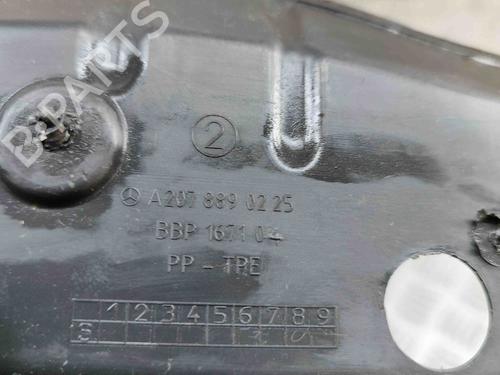 B-PARTS
2
A 207 889 02 25
BBP 1671 04
PP - TPE
1 2 3 4 5 6 7 8 9
S